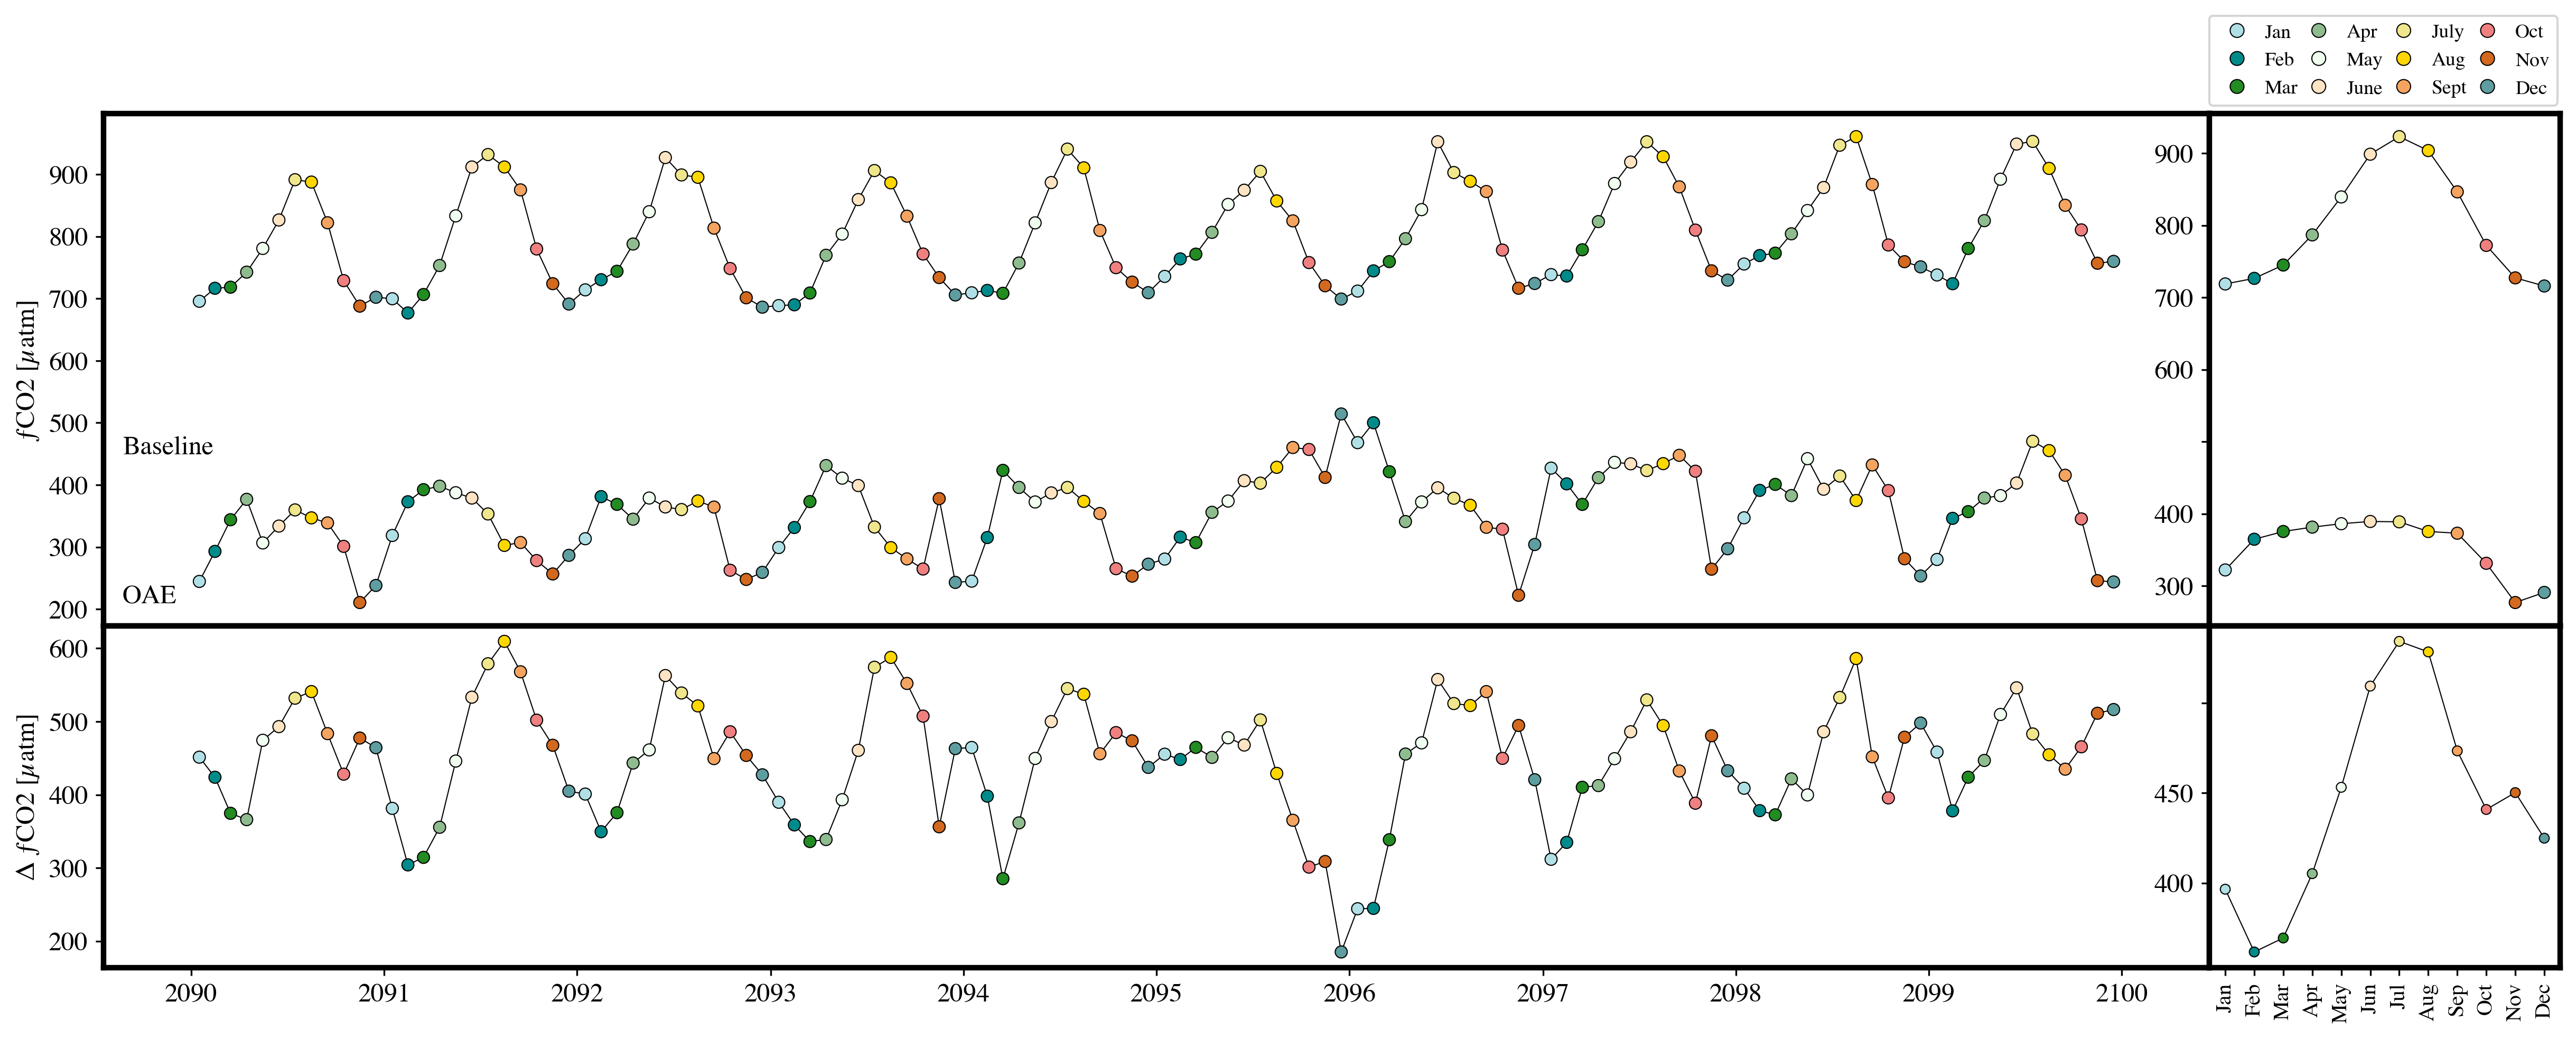 Jan Apr July Oct
Feb May Aug Nov
Mar June Sept Dec
900
800
700
600
500
400
300
200
fCO2 [μatm]
Baseline
OAE
900
800
700
600
400
300
600
500
400
300
200
Δ fCO2 [μatm]
450
400
2090 2091 2092 2093 2094 2095 2096 2097 2098 2099 2100
Jan Feb Mar Apr May Jun Jul Aug Sep Oct Nov Dec